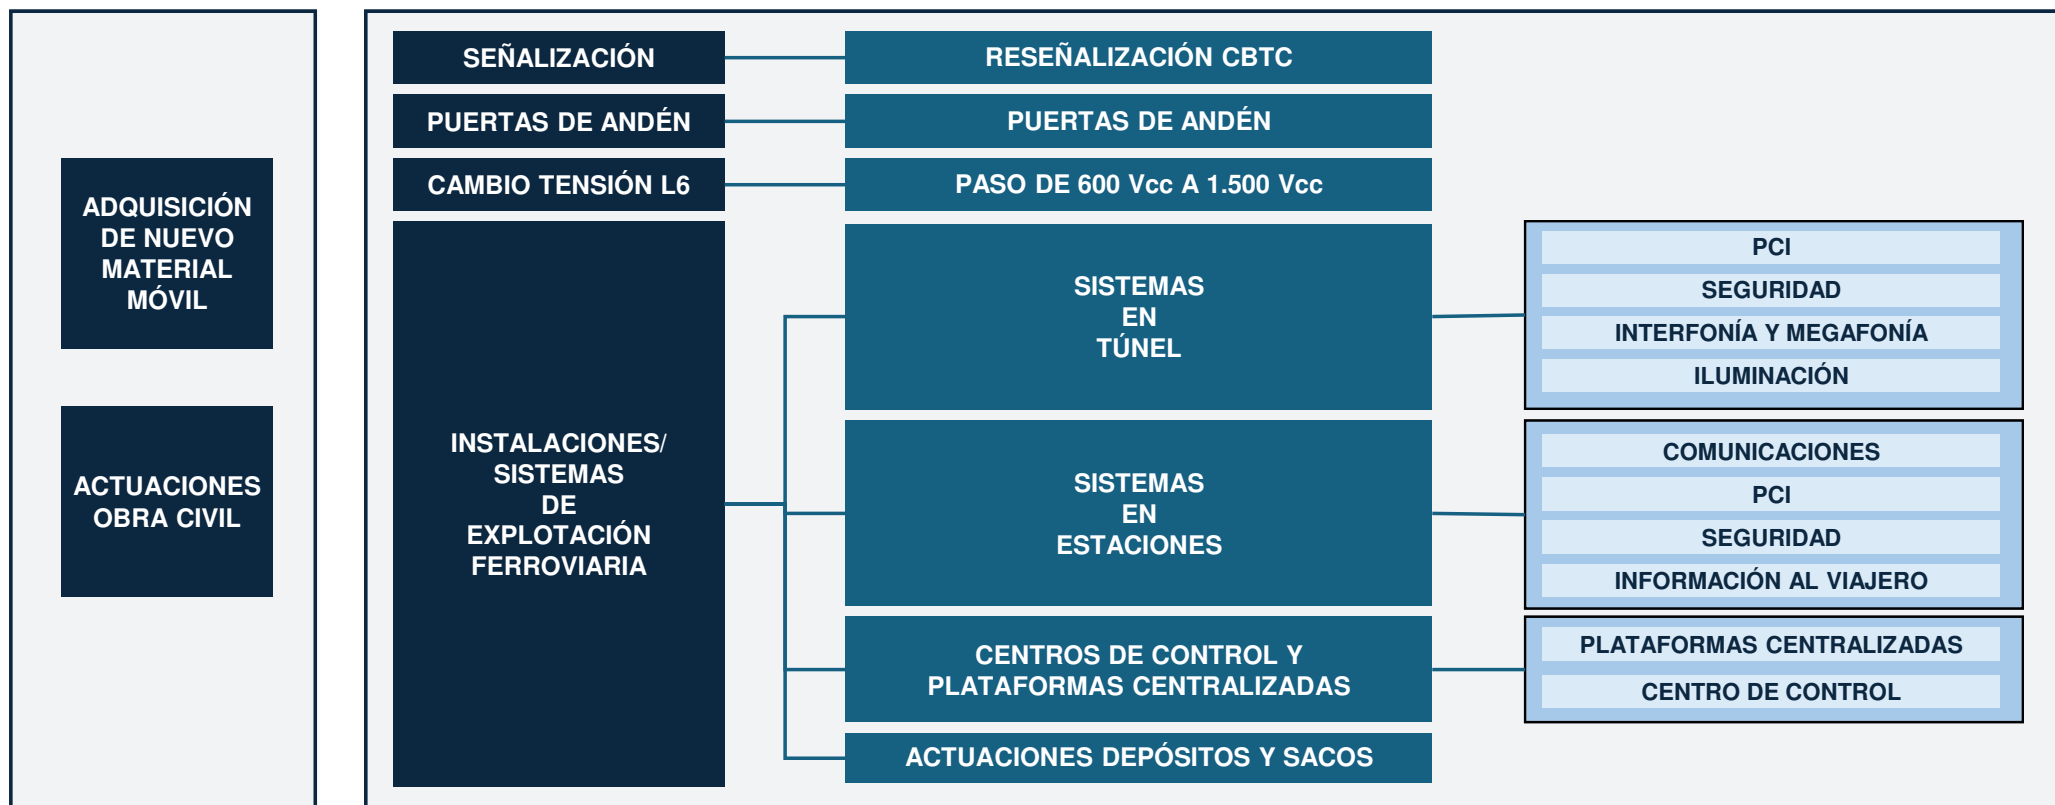 ADQUISICIÓN
DE NUEVO
MATERIAL
MÓVIL
ACTUACIONES
OBRA CIVIL
SEÑALIZACIÓN
RESEÑALIZACIÓN CBTC
PUERTAS DE ANDÉN
PUERTAS DE ANDÉN
CAMBIO TENSIÓN L6
PASO DE 600 Vcc A 1.500 Vcc
INSTALACIONES/
SISTEMAS
DE
EXPLOTACIÓN
FERROVIARIA
SISTEMAS
EN
TÚNEL
PCI
SEGURIDAD
INTERFONÍA Y MEGAFONÍA
ILUMINACIÓN
SISTEMAS
EN
ESTACIONES
COMUNICACIONES
PCI
SEGURIDAD
INFORMACIÓN AL VIAJERO
CENTROS DE CONTROL Y
PLATAFORMAS CENTRALIZADAS
PLATAFORMAS CENTRALIZADAS
CENTRO DE CONTROL
ACTUACIONES DEPÓSITOS Y SACOS